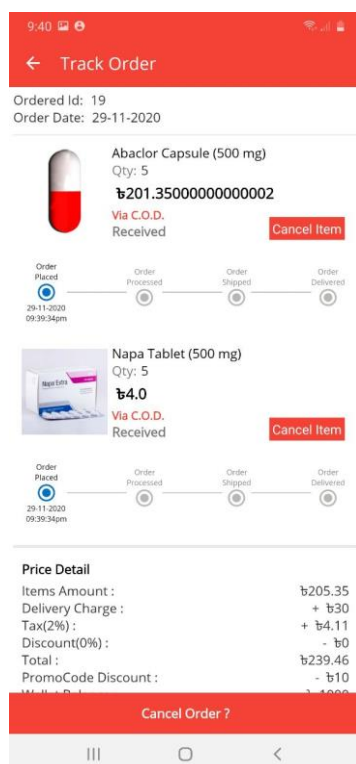 9:40
Track Order
Ordered Id: 19
Order Date: 29-11-2020
Abaclor Capsule (500 mg)
Qty: 5
৳201.35000000000002
Via C.O.D.
Received
Cancel Item
Order Placed
Order Processed
Order Shipped
Order Delivered
29-11-2020
09:39:34pm
Napa Tablet (500 mg)
Napa Extra
Qty: 5
৳4.0
Via C.O.D.
Received
Cancel Item
Order Placed
Order Processed
Order Shipped
Order Delivered
29-11-2020
09:39:34pm
Price Detail
Items Amount : ৳205.35
Delivery Charge : + ৳30
Tax(2%) : + ৳4.11
Discount(0%) : - ৳0
Total : ৳239.46
PromoCode Discount : - ৳10
Cancel Order ?